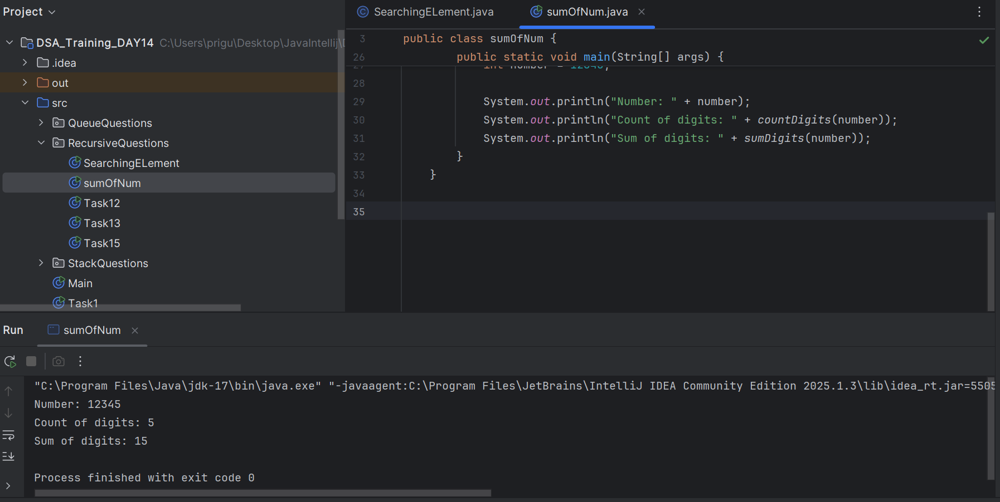 Project
DSA_Training_DAY14 C:\Users\prigu\Desktop\JavaIntellij\
.idea
out
src
QueueQuestions
RecursiveQuestions
SearchingELement
sumOfNum
Task12
Task13
Task15
StackQuestions
Main
Task1
SearchingELement.java
sumOfNum.java
3 public class sumOfNum {
26 public static void main(String[] args) {
27 int number = 12345;
28
29 System.out.println("Number: " + number);
30 System.out.println("Count of digits: " + countDigits(number));
31 System.out.println("Sum of digits: " + sumDigits(number));
32 }
33 }
34
35
Run
sumOfNum
"C:\Program Files\Java\jdk-17\bin\java.exe" "-javaagent:C:\Program Files\JetBrains\IntelliJ IDEA Community Edition 2025.1.3\lib\idea_rt.jar=5505
Number: 12345
Count of digits: 5
Sum of digits: 15
Process finished with exit code 0